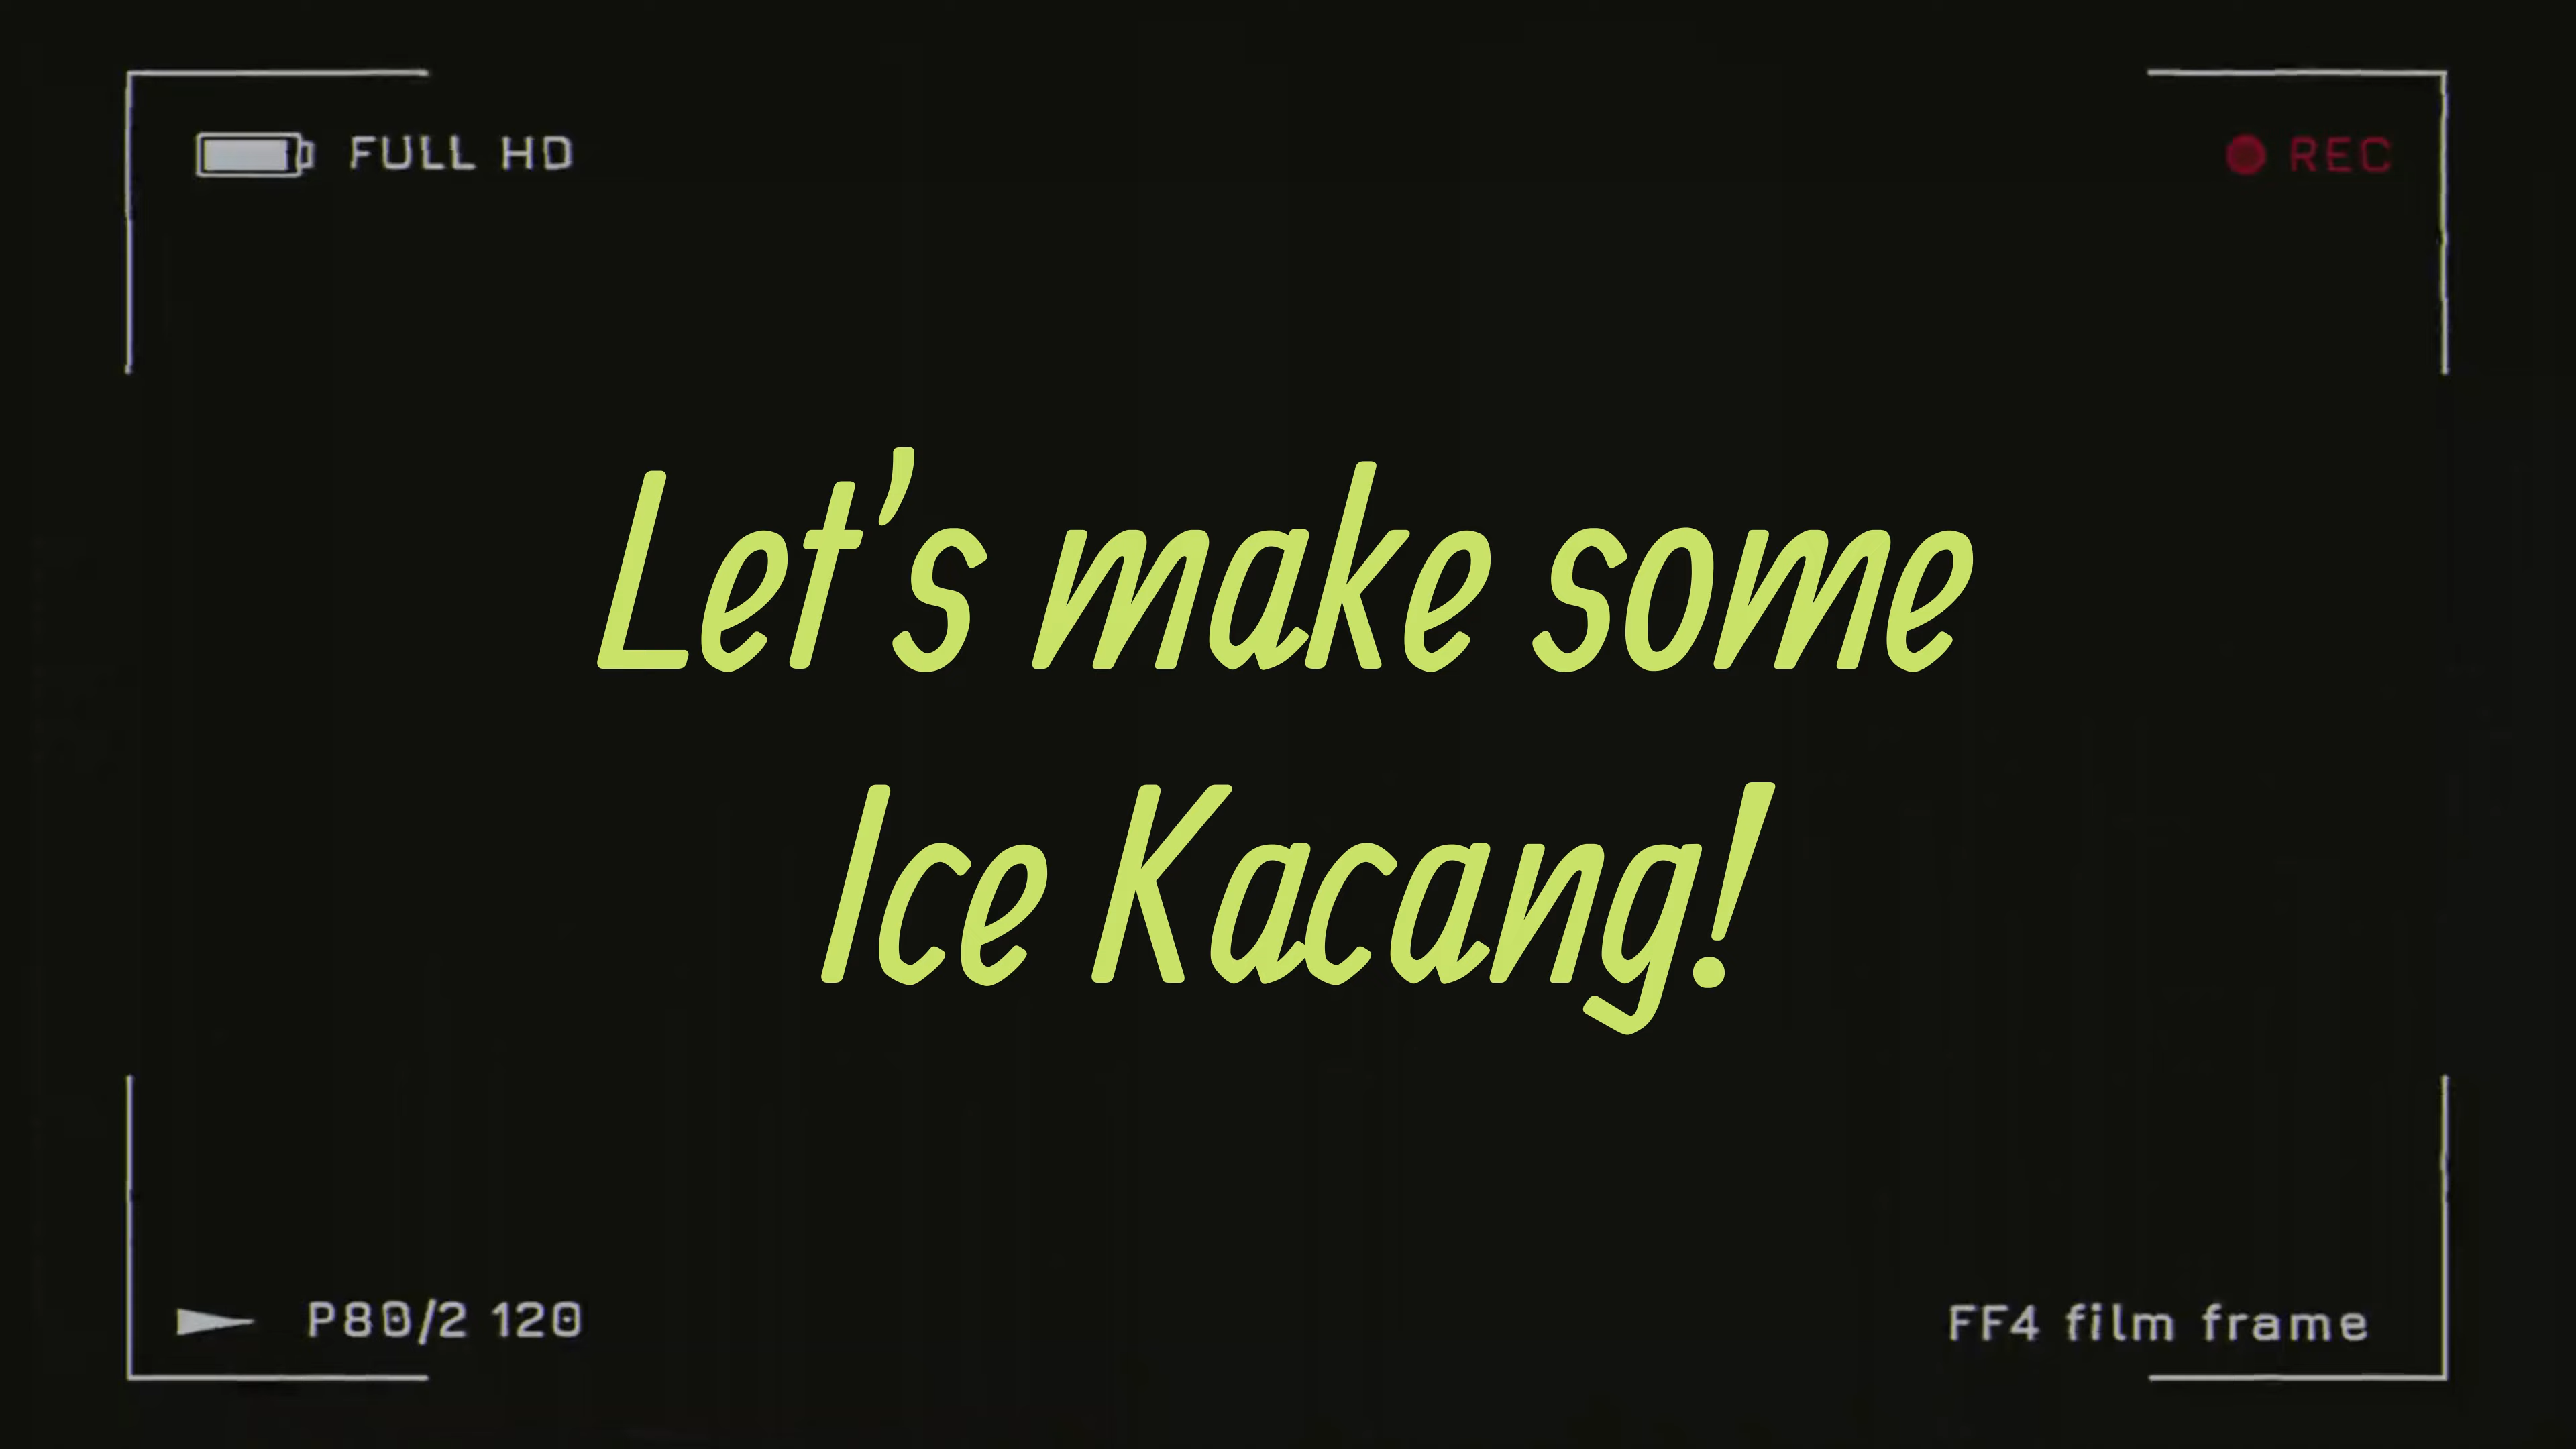 FULL HD
REC
Let's make some
Ice Kacang!
P80/2 120
FF4 film frame